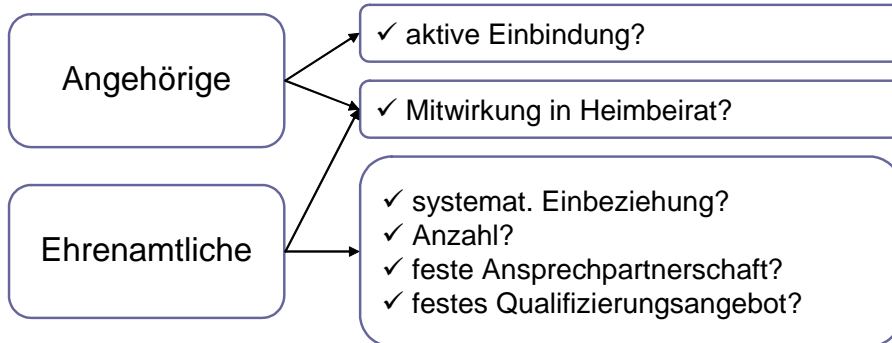 Angehörige
✓ aktive Einbindung?
✓ Mitwirkung in Heimbeirat?
Ehrenamtliche
✓ systemat. Einbeziehung?
✓ Anzahl?
✓ feste Ansprechpartnerschaft?
✓ festes Qualifizierungsangebot?